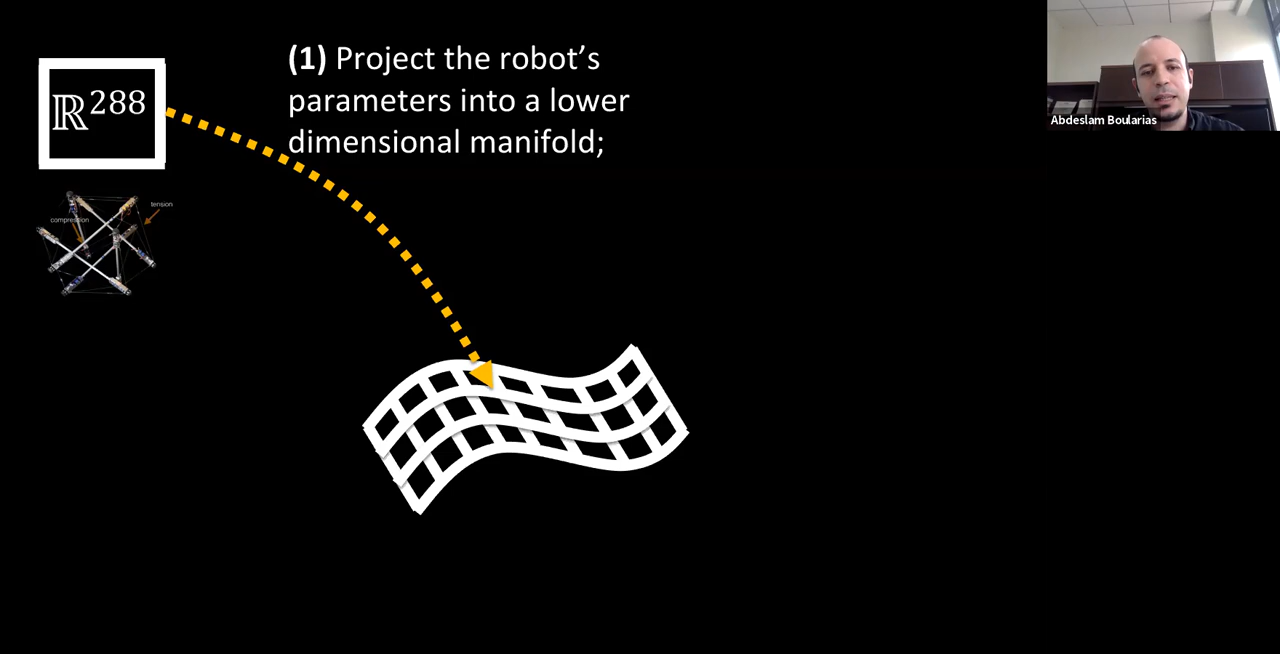 (1) Project the robot’s
parameters into a lower
dimensional manifold;
ℝ²⁸⁸
tension
compression
Abdeslam Boularias